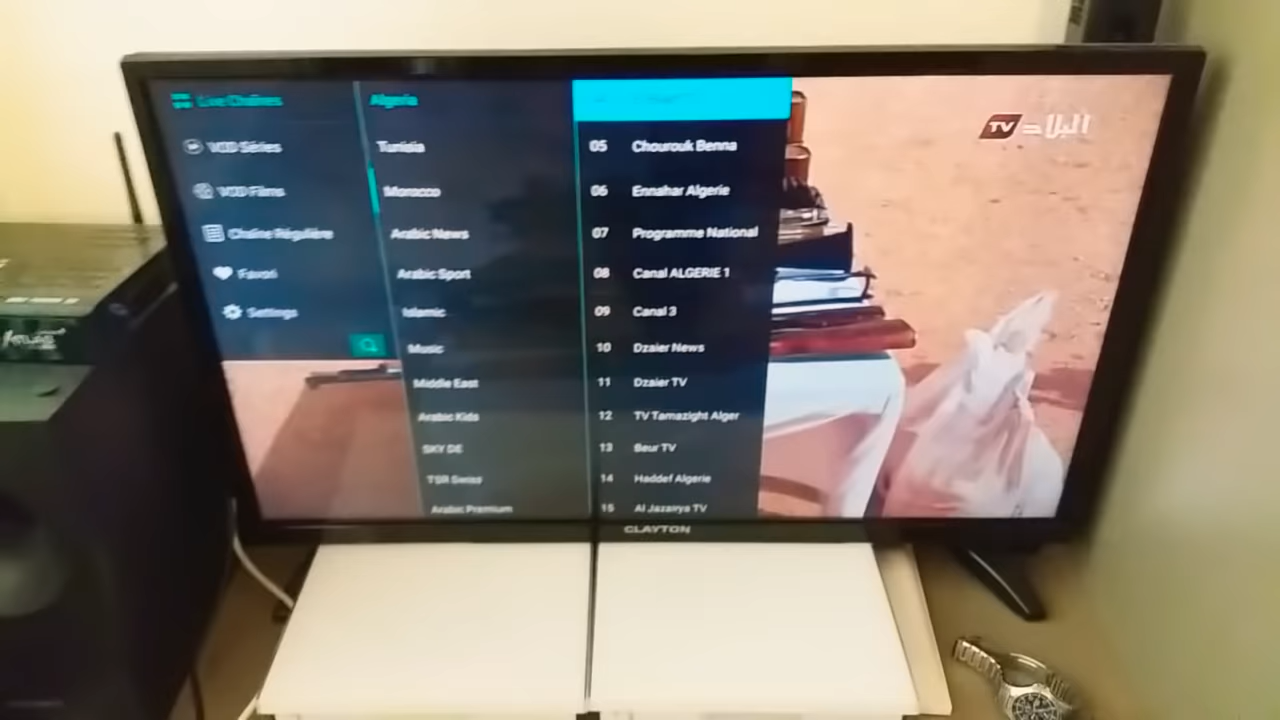 Live Chaînes
VOD Séries
VOD Films
Chaîne Régulière
Favori
Settings
Algeria
Tunisia
Morocco
Arabic News
Arabic Sport
Islamic
Music
Middle East
Arabic Kids
SKY DE
TSR Swiss
Arabic Premium
05 Chourouk Benna
06 Ennahar Algerie
07 Programme National
08 Canal ALGERIE 1
09 Canal 3
10 Dzaier News
11 Dzaier TV
12 TV Tamazight Alger
13 Beur TV
14 Haddef Algerie
15 Al Jazairya TV
TV البلاد
CLAYTON